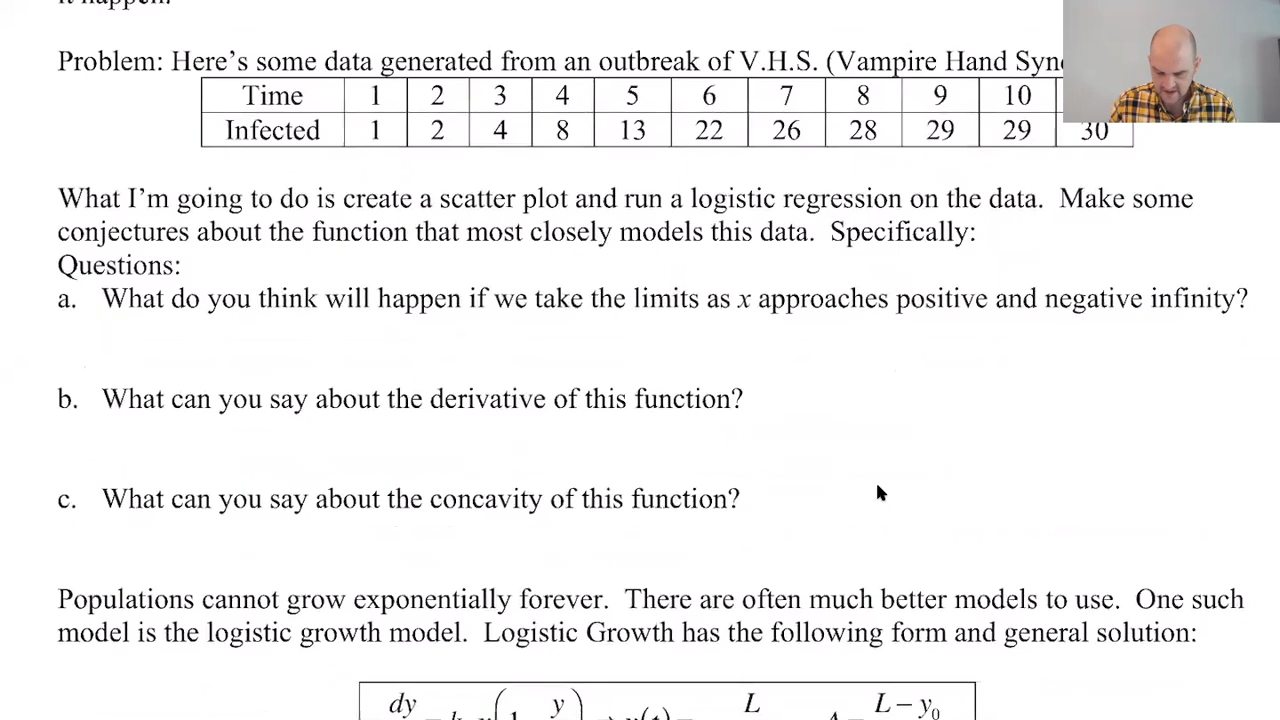 it happen.
Problem: Here's some data generated from an outbreak of V.H.S. (Vampire Hand
Time 1 2 3 4 5 6 7 8 9 10
Infected 1 2 4 8 13 22 26 28 29 29 30
What I'm going to do is create a scatter plot and run a logistic regression on the data. Make some
conjectures about the function that most closely models this data. Specifically:
Questions:
a. What do you think will happen if we take the limits as x approaches positive and negative infinity?
b. What can you say about the derivative of this function?
c. What can you say about the concavity of this function?
Populations cannot grow exponentially forever. There are often much better models to use. One such
model is the logistic growth model. Logistic Growth has the following form and general solution:
dy y L L − y₀